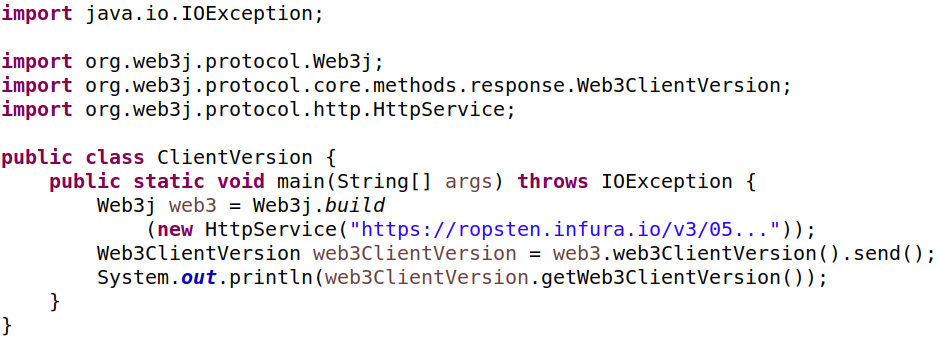 import java.io.IOException;
import org.web3j.protocol.Web3j;
import org.web3j.protocol.core.methods.response.Web3ClientVersion;
import org.web3j.protocol.http.HttpService;
public class ClientVersion {
    public static void main(String[] args) throws IOException {
        Web3j web3 = Web3j.build
            (new HttpService("https://ropsten.infura.io/v3/05..."));
        Web3ClientVersion web3ClientVersion = web3.web3ClientVersion().send();
        System.out.println(web3ClientVersion.getWeb3ClientVersion());
    }
}